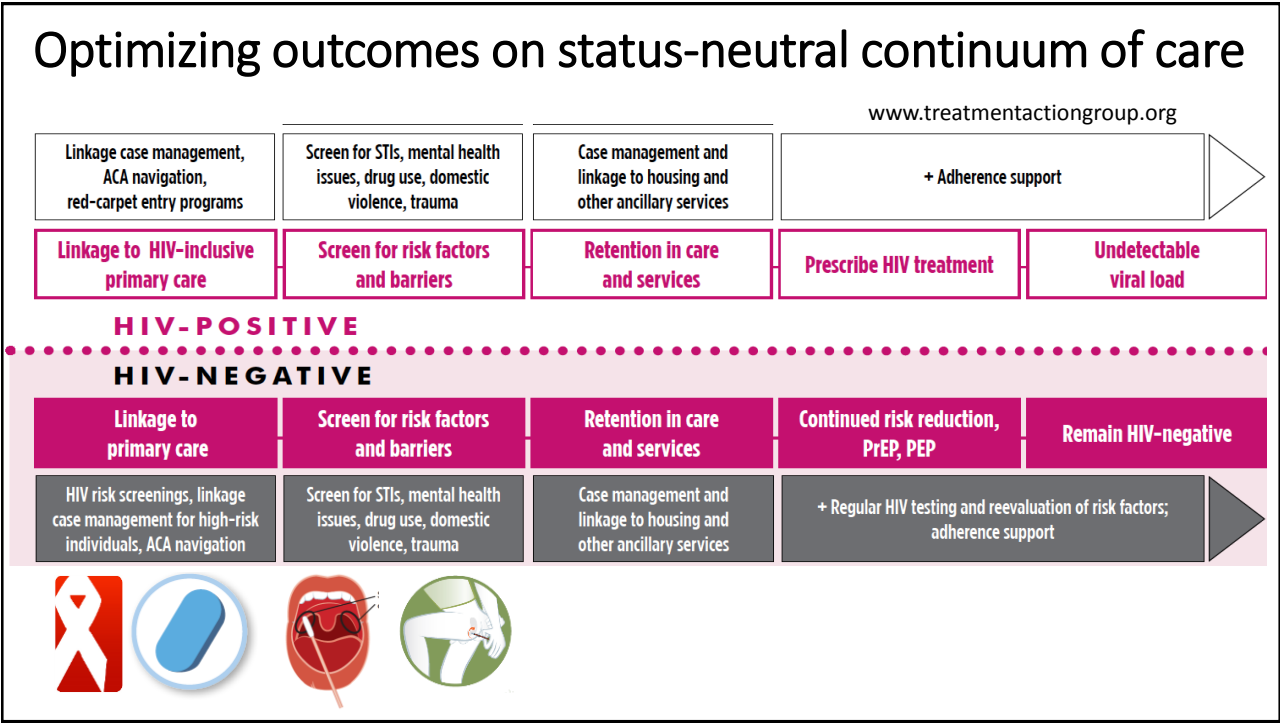 Optimizing outcomes on status-neutral continuum of care
www.treatmentactiongroup.org
Linkage case management,
ACA navigation,
red-carpet entry programs
Screen for STIs, mental health
issues, drug use, domestic
violence, trauma
Case management and
linkage to housing and
other ancillary services
+ Adherence support
Linkage to HIV-inclusive
primary care
Screen for risk factors
and barriers
Retention in care
and services
Prescribe HIV treatment
Undetectable
viral load
HIV-POSITIVE
HIV-NEGATIVE
Linkage to
primary care
Screen for risk factors
and barriers
Retention in care
and services
Continued risk reduction,
PrEP, PEP
Remain HIV-negative
HIV risk screenings, linkage
case management for high-risk
individuals, ACA navigation
Screen for STIs, mental health
issues, drug use, domestic
violence, trauma
Case management and
linkage to housing and
other ancillary services
+ Regular HIV testing and reevaluation of risk factors;
adherence support